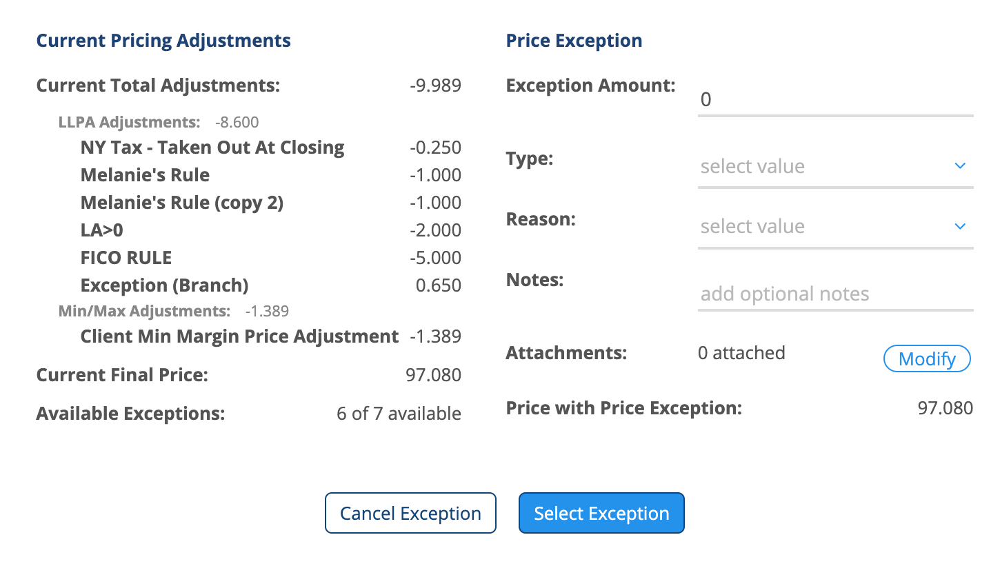 Current Pricing Adjustments
Current Total Adjustments: -9.989
LLPA Adjustments: -8.600
NY Tax - Taken Out At Closing -0.250
Melanie's Rule -1.000
Melanie's Rule (copy 2) -1.000
LA>0 -2.000
FICO RULE -5.000
Exception (Branch) 0.650
Min/Max Adjustments: -1.389
Client Min Margin Price Adjustment -1.389
Current Final Price: 97.080
Available Exceptions: 6 of 7 available
Price Exception
Exception Amount: 0
Type: select value
Reason: select value
Notes: add optional notes
Attachments: 0 attached Modify
Price with Price Exception: 97.080
Cancel Exception Select Exception